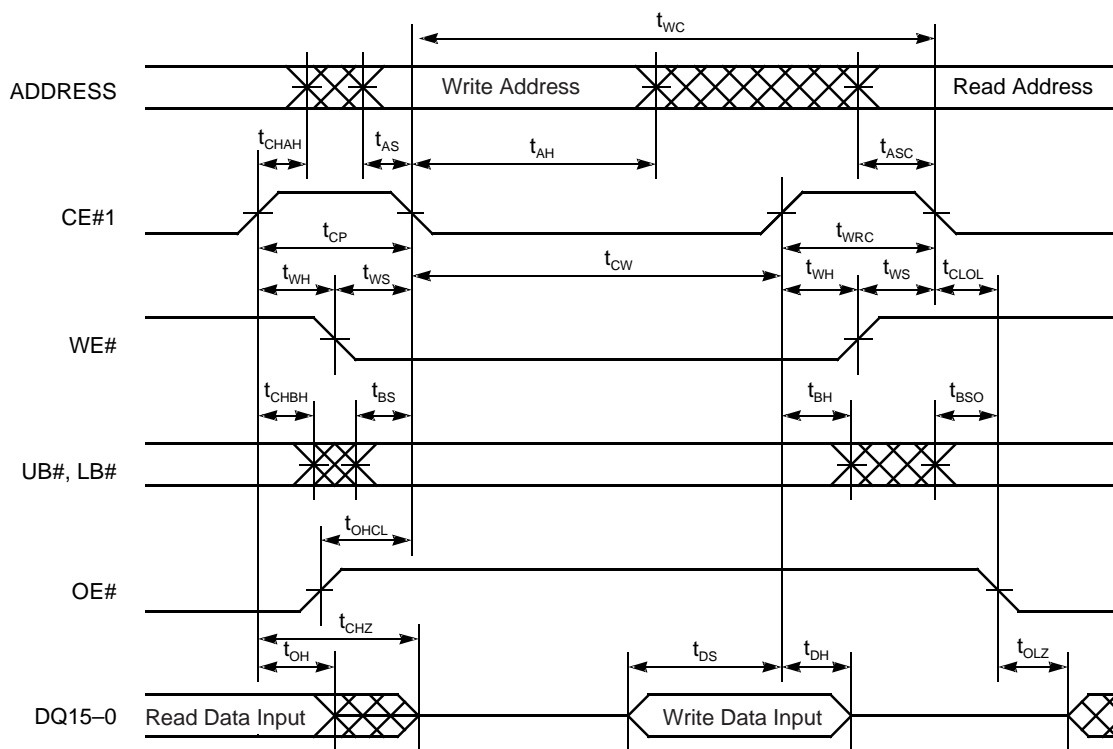 tWC
ADDRESS
Write Address
Read Address
tCHAH
tAS
tAH
tASC
CE#1
tCP
tWRC
tCW
tWH
tWS
tWH
tWS
tCLOL
WE#
tCHBH
tBS
tBH
tBSO
UB#, LB#
tOHCL
OE#
tCHZ
tOH
tDS
tDH
tOLZ
DQ15–0
Read Data Input
Write Data Input